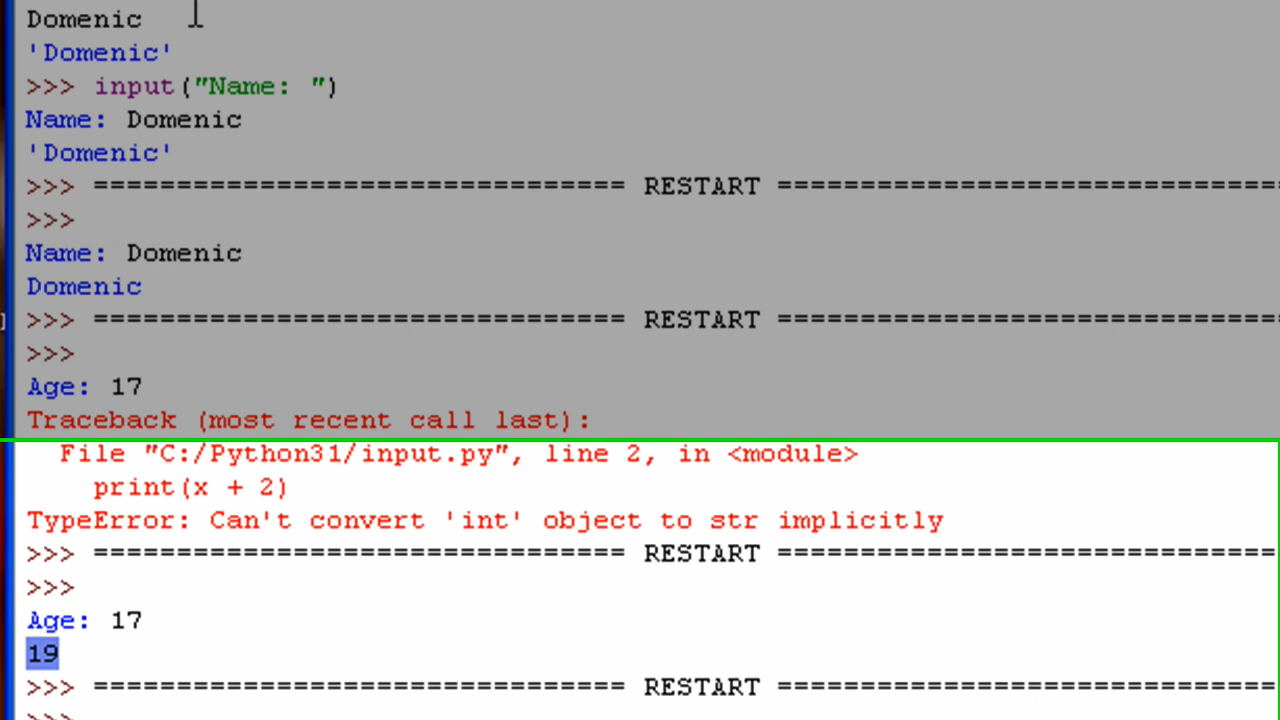 Domenic
'Domenic'
>>> input("Name: ")
Name: Domenic
'Domenic'
>>> ================================ RESTART ==============================
>>>
Name: Domenic
Domenic
>>> ================================ RESTART ==============================
>>>
Age: 17
Traceback (most recent call last):
  File "C:/Python31/input.py", line 2, in <module>
    print(x + 2)
TypeError: Can't convert 'int' object to str implicitly
>>> ================================ RESTART ==============================
>>>
Age: 17
19
>>> ================================ RESTART ==============================
>>>